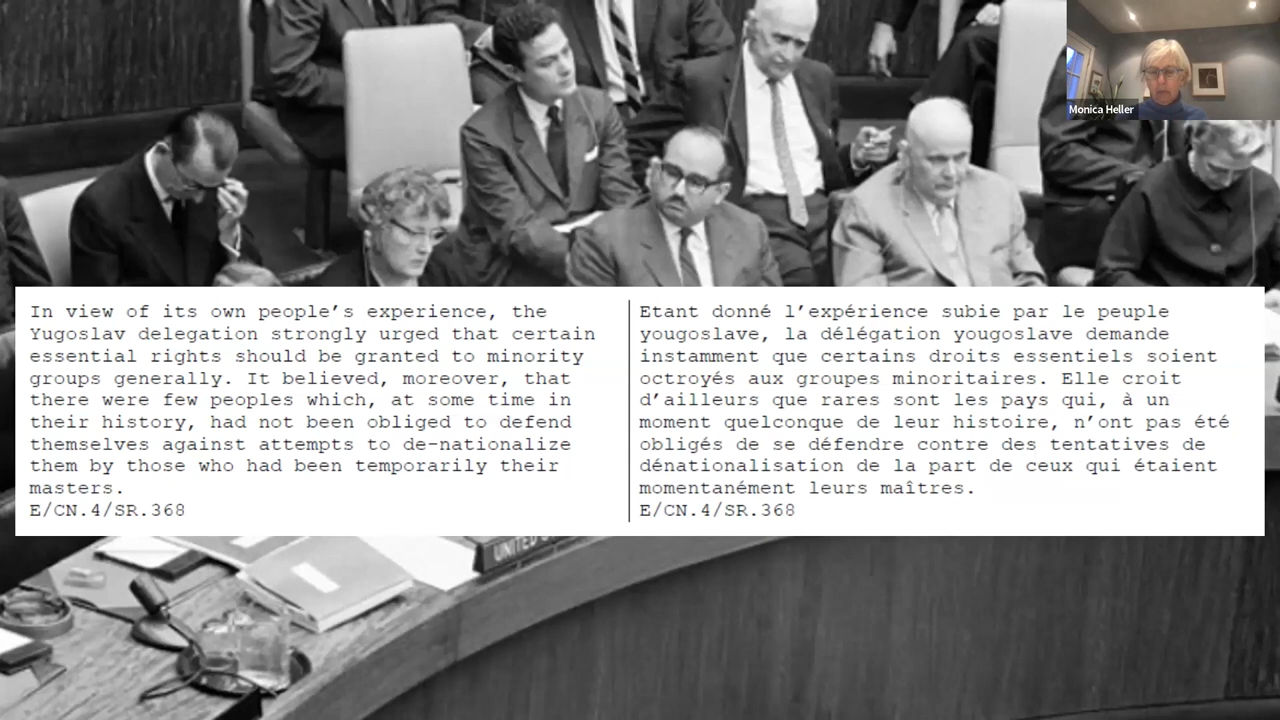 Monica Heller
In view of its own people's experience, the
Yugoslav delegation strongly urged that certain
essential rights should be granted to minority
groups generally. It believed, moreover, that
there were few peoples which, at some time in
their history, had not been obliged to defend
themselves against attempts to de-nationalize
them by those who had been temporarily their
masters.
E/CN.4/SR.368
Etant donné l'expérience subie par le peuple
yougoslave, la délégation yougoslave demande
instamment que certains droits essentiels soient
octroyés aux groupes minoritaires. Elle croit
d'ailleurs que rares sont les pays qui, à un
moment quelconque de leur histoire, n'ont pas été
obligés de se défendre contre des tentatives de
dénationalisation de la part de ceux qui étaient
momentanément leurs maîtres.
E/CN.4/SR.368
UNITED